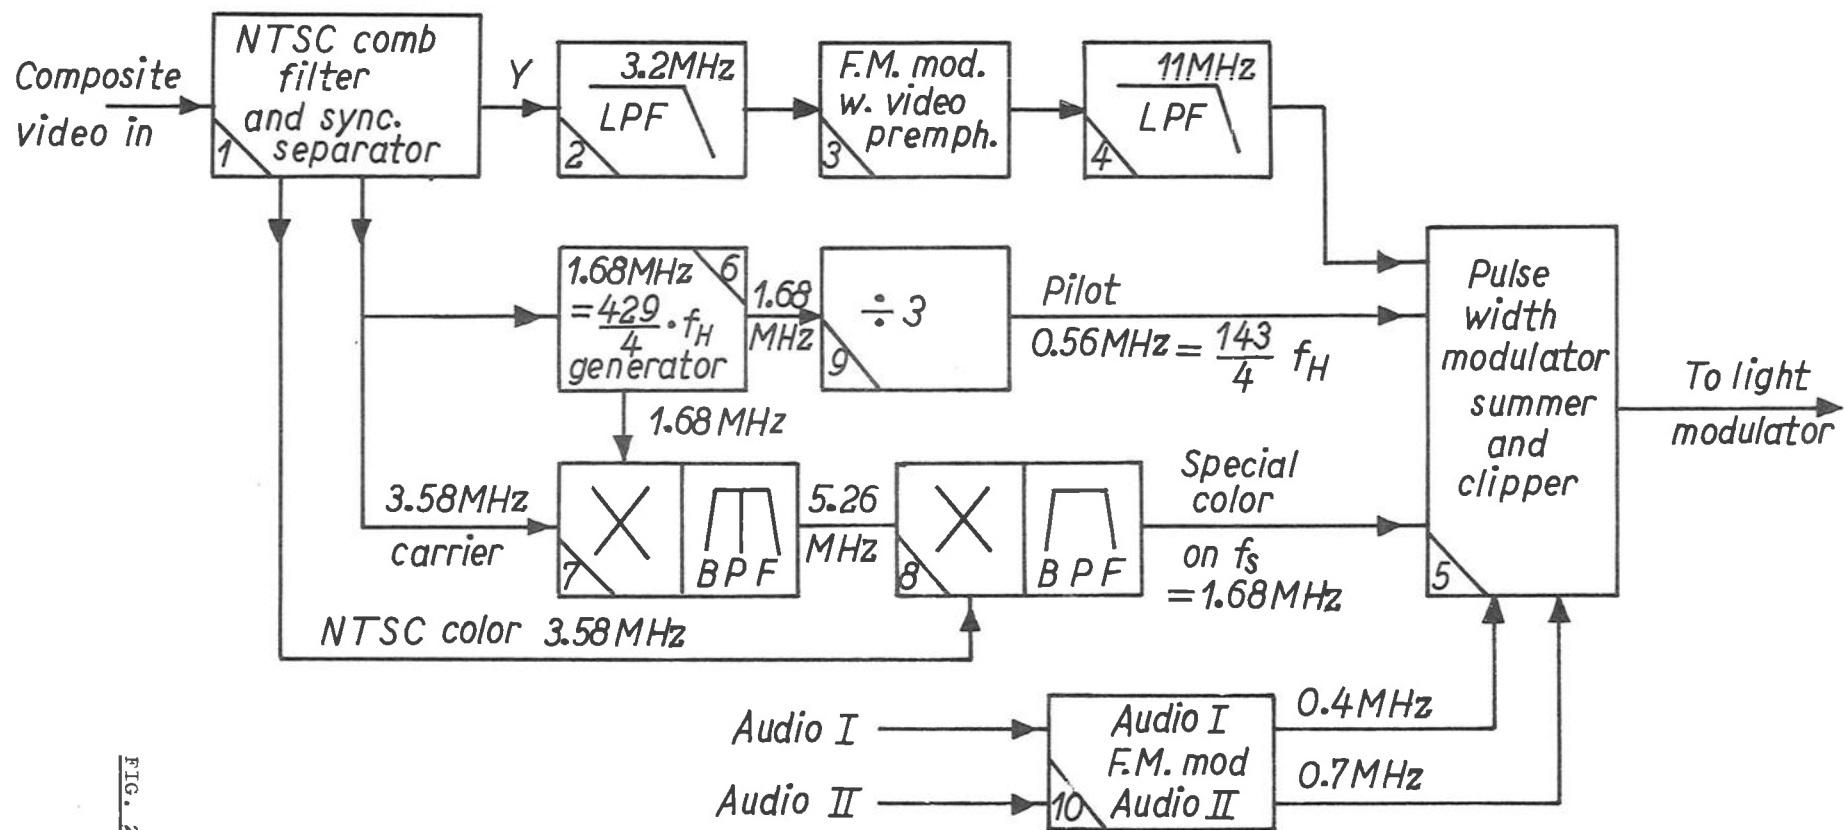 Composite
video in
NTSC comb
filter
and sync.
separator
1
Y
3.2MHz
LPF
2
F.M. mod.
w. video
premph.
3
11MHz
LPF
4
1.68MHz
= 429/4 · fH
generator
6
1.68
MHz
÷ 3
9
Pilot
0.56MHz = 143/4 fH
1.68MHz
3.58MHz
carrier
7
BPF
5.26
MHz
8
BPF
Special
color
on fs
= 1.68MHz
NTSC color 3.58MHz
Pulse
width
modulator
summer
and
clipper
5
To light
modulator
Audio I
Audio II
Audio I
F.M. mod
Audio II
10
0.4MHz
0.7MHz
FIG. 2